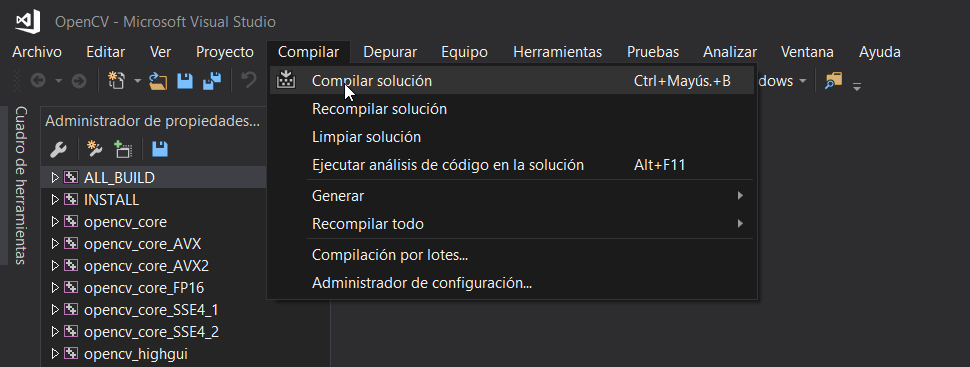 OpenCV - Microsoft Visual Studio
Archivo Editar Ver Proyecto Compilar Depurar Equipo Herramientas Pruebas Analizar Ventana Ayuda
Compilar solución Ctrl+Mayús.+B
Recompilar solución
Limpiar solución
Ejecutar análisis de código en la solución Alt+F11
Generar
Recompilar todo
Compilación por lotes...
Administrador de configuración...
dows
Cuadro de herramientas
Administrador de propiedades...
ALL_BUILD
INSTALL
opencv_core
opencv_core_AVX
opencv_core_AVX2
opencv_core_FP16
opencv_core_SSE4_1
opencv_core_SSE4_2
opencv_highgui